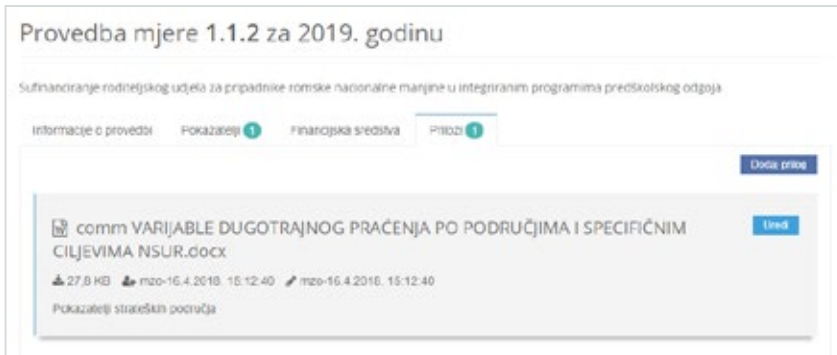 Provedba mjere 1.1.2 za 2019. godinu
Sufinanciranje roditeljskog udjela za pripadnike romske nacionalne manjine u integriranim programima predškolskog odgoja
Informacije o provedbi Pokazatelji 1 Financijska sredstva Prilozi 1
Dodaj prilog
comm VARIJABLE DUGOTRAJNOG PRAĆENJA PO PODRUČJIMA I SPECIFIČNIM
CILJEVIMA NSUR.docx
Uredi
27,8 KB mzo-16.4.2018. 15:12:40 mzo-16.4.2018. 15:12:40
Pokazatelji strateških područja